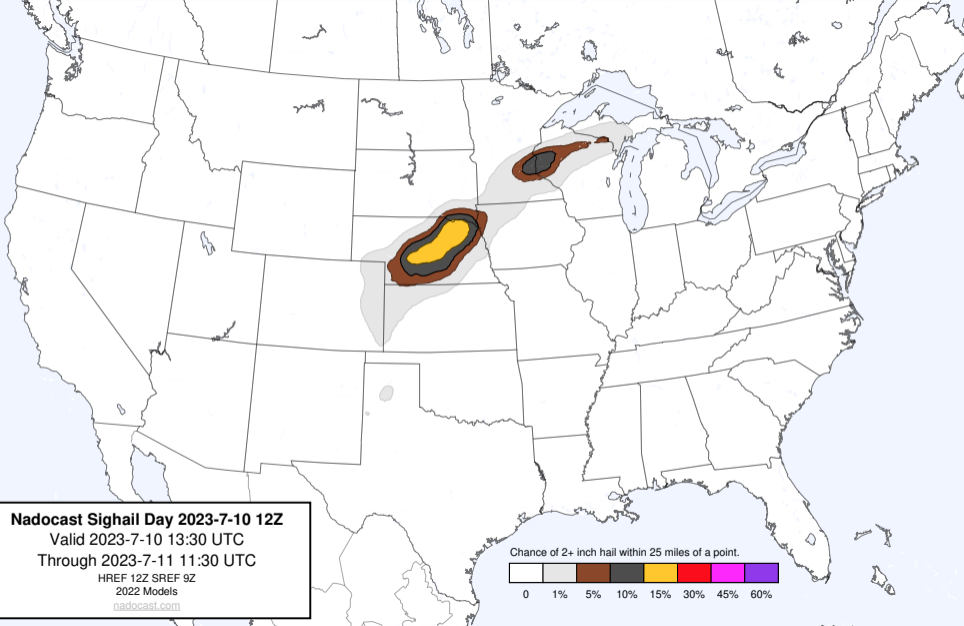 Nadocast Sighail Day 2023-7-10 12Z
Valid 2023-7-10 13:30 UTC
Through 2023-7-11 11:30 UTC
HREF 12Z SREF 9Z
2022 Models
nadocast.com
Chance of 2+ inch hail within 25 miles of a point.
0 1% 5% 10% 15% 30% 45% 60%